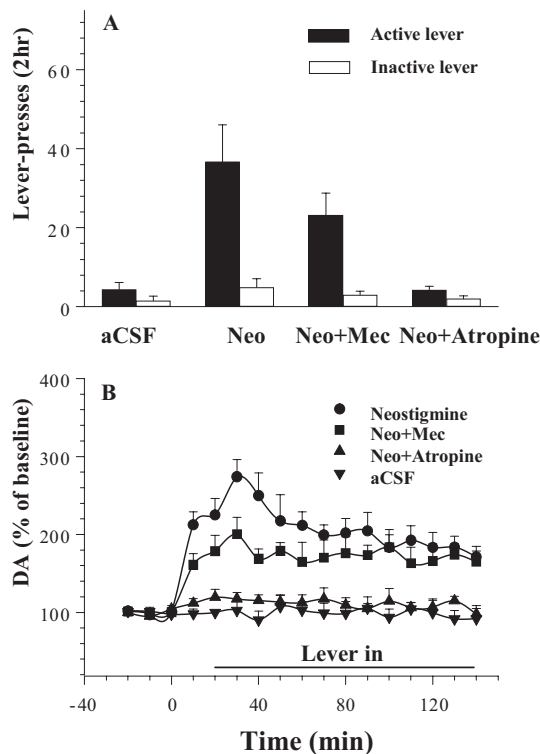 A
Active lever
Inactive lever
Lever-presses (2hr)
60
40
20
0
aCSF Neo Neo+Mec Neo+Atropine
B
Neostigmine
Neo+Mec
Neo+Atropine
aCSF
DA (% of baseline)
400
300
200
100
0
Lever in
-40 0 40 80 120
Time (min)